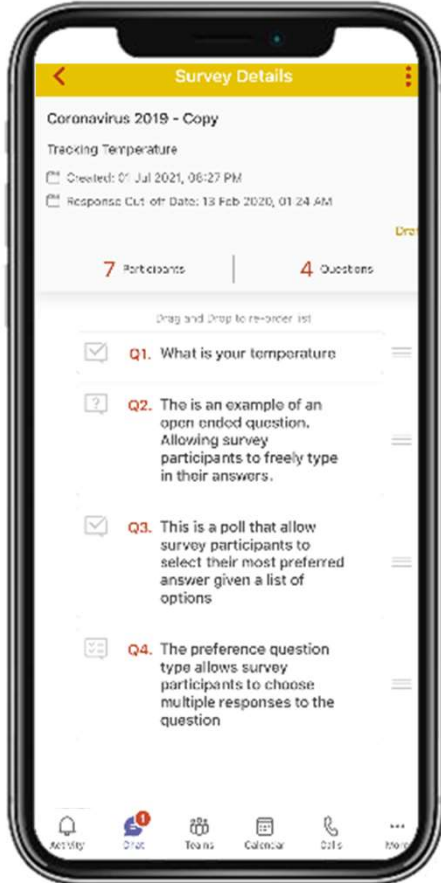 Survey Details
Coronavirus 2019 - Copy
Tracking Temperature
Created: 01 Jul 2021, 06:27 PM
Response Cut-off Date: 13 Feb 2020, 01:24 AM
Draf
7 Participants
4 Questions
Drag and Drop to re-order list
Q1. What is your temperature
Q2. The is an example of an
open ended question.
Allowing survey
participants to freely type
in their answers.
Q3. This is a poll that allow
survey participants to
select their most preferred
answer given a list of
options
Q4. The preference question
type allows survey
participants to choose
multiple responses to the
question
1
Activity
Chat
Teams
Calendar
Calls
More